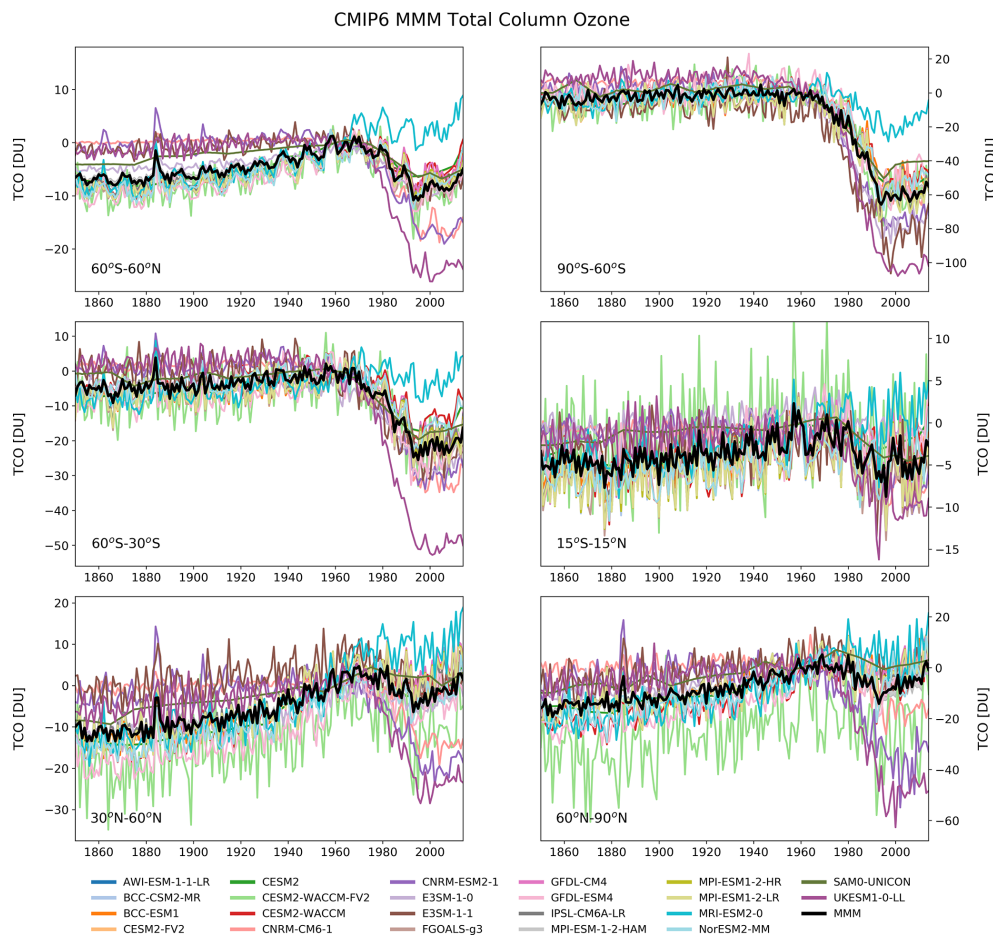 CMIP6 MMM Total Column Ozone
TCO [DU]
10
0
−10
−20
60°S-60°N
1860 1880 1900 1920 1940 1960 1980 2000
20
0
−20
−40
−60
−80
−100
TCO [DU]
90°S-60°S
1860 1880 1900 1920 1940 1960 1980 2000
TCO [DU]
10
0
−10
−20
−30
−40
−50
60°S-30°S
1860 1880 1900 1920 1940 1960 1980 2000
10
5
0
−5
−10
−15
TCO [DU]
15°S-15°N
1860 1880 1900 1920 1940 1960 1980 2000
TCO [DU]
20
10
0
−10
−20
−30
30°N-60°N
1860 1880 1900 1920 1940 1960 1980 2000
20
0
−20
−40
−60
TCO [DU]
60°N-90°N
1860 1880 1900 1920 1940 1960 1980 2000
AWI-ESM-1-1-LR CESM2 CNRM-ESM2-1 GFDL-CM4 MPI-ESM1-2-HR SAM0-UNICON
BCC-CSM2-MR CESM2-WACCM-FV2 E3SM-1-0 GFDL-ESM4 MPI-ESM1-2-LR UKESM1-0-LL
BCC-ESM1 CESM2-WACCM E3SM-1-1 IPSL-CM6A-LR MRI-ESM2-0 MMM
CESM2-FV2 CNRM-CM6-1 FGOALS-g3 MPI-ESM-1-2-HAM NorESM2-MM